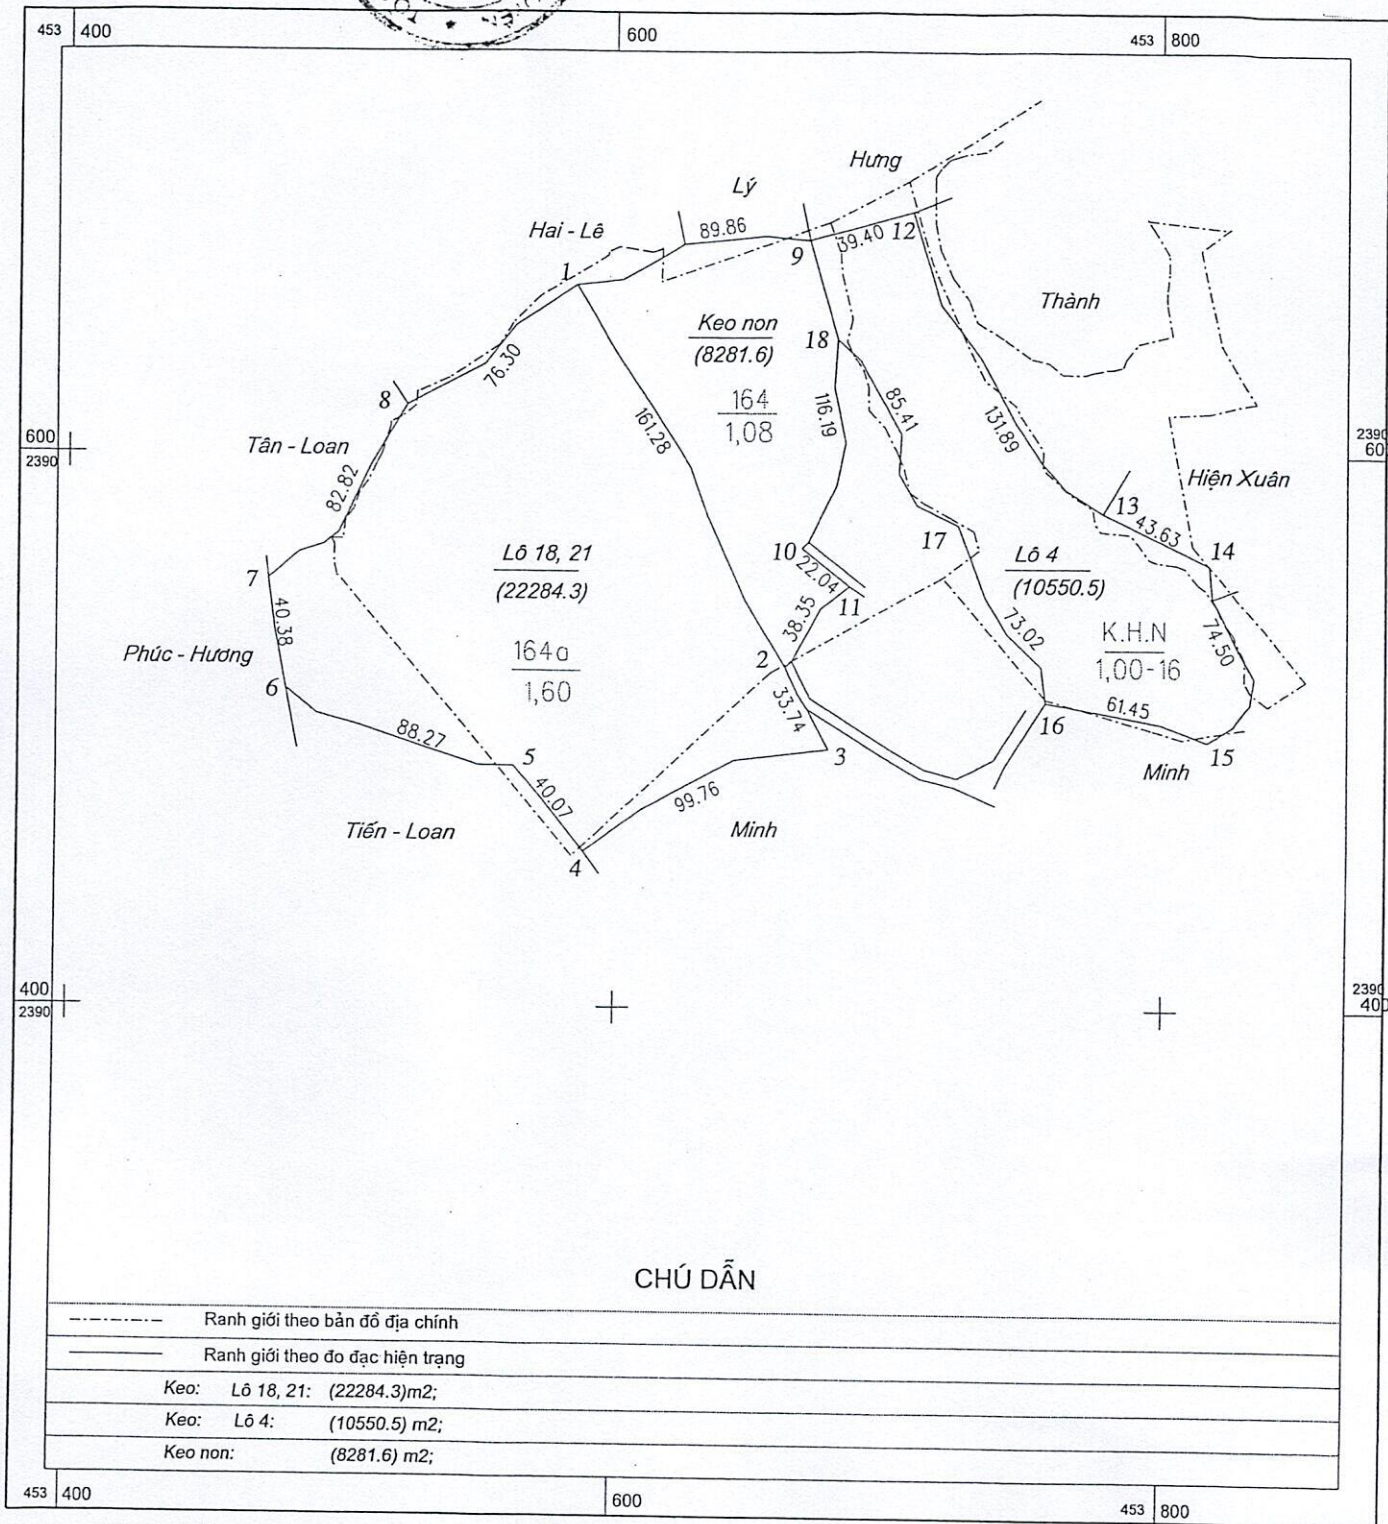 453 400
600
453 800
Hưng
Lý
Hai - Lê
89.86
39.40
12
9
1
Thành
Keo non
(8281.6)
18
164
1,08
76.30
8
161.28
116.19
85.41
131.89
600
2390
2390
60
Tân - Loan
82.82
Hiện Xuân
13
43.63
14
10
17
Lô 18, 21
(22284.3)
22.04
Lô 4
(10550.5)
7
11
40.38
38.35
73.02
K.H.N
1,00-16
74.50
Phúc - Hương
164a
1,60
2
6
33.74
61.45
16
88.27
5
3
15
Minh
40.07
99.76
Tiến - Loan
Minh
4
400
2390
2390
400
CHÚ DẪN
Ranh giới theo bản đồ địa chính
Ranh giới theo đo đạc hiện trạng
Keo: Lô 18, 21: (22284.3)m2;
Keo: Lô 4: (10550.5) m2;
Keo non: (8281.6) m2;
453 400
600
453 800